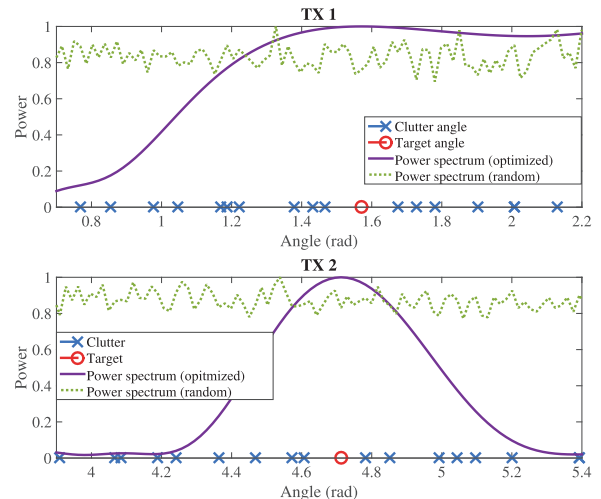 TX 1
1
0.8
0.6
0.4
0.2
0
Power
Clutter angle
Target angle
Power spectrum (optimized)
Power spectrum (random)
0.8 1 1.2 1.4 1.6 1.8 2 2.2
Angle (rad)
TX 2
1
0.8
0.6
0.4
0.2
0
Power
Clutter
Target
Power spectrum (opitmized)
Power spectrum (random)
4 4.2 4.4 4.6 4.8 5 5.2 5.4
Angle (rad)